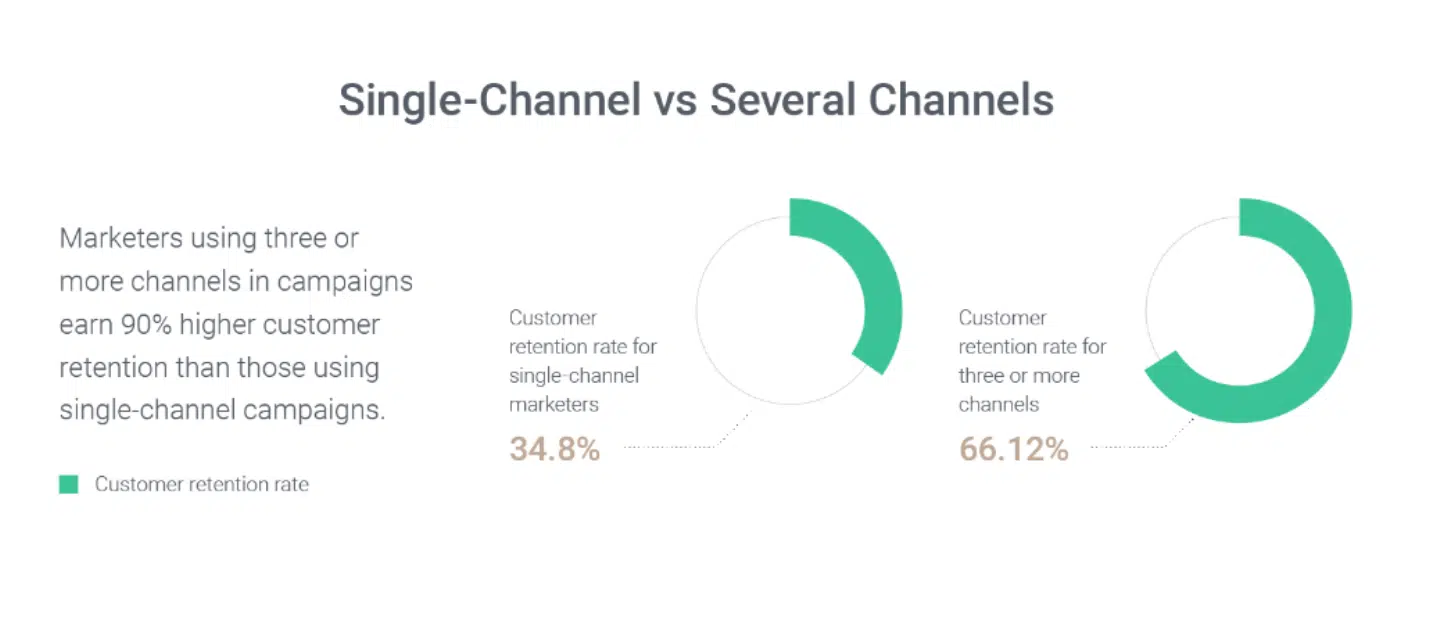 Single-Channel vs Several Channels
Marketers using three or
more channels in campaigns
earn 90% higher customer
retention than those using
single-channel campaigns.
Customer retention rate
Customer
retention rate for
single-channel
marketers
34.8%
Customer
retention rate for
three or more
channels
66.12%